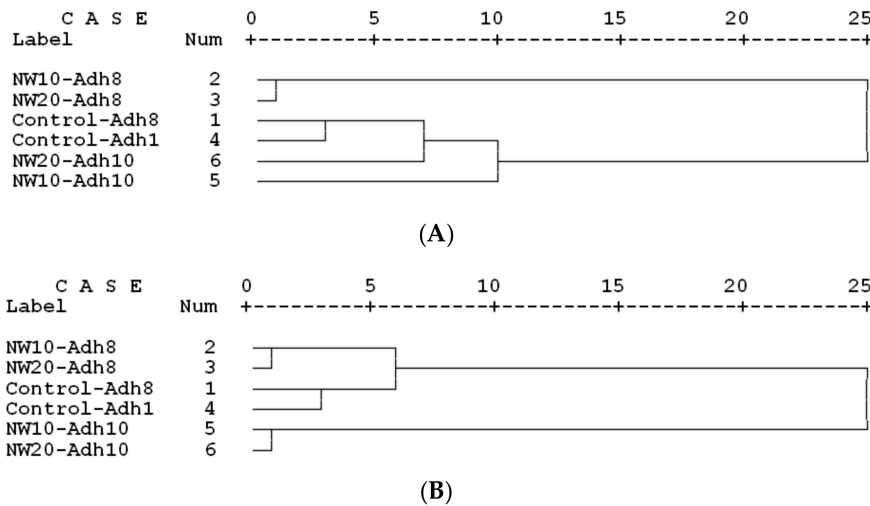 C A S E 0 5 10 15 20 25
Label Num +---------+---------+---------+---------+---------+
NW10-Adh8 2
NW20-Adh8 3
Control-Adh8 1
Control-Adh1 4
NW20-Adh10 6
NW10-Adh10 5
(A)
C A S E 0 5 10 15 20 25
Label Num +---------+---------+---------+---------+---------+
NW10-Adh8 2
NW20-Adh8 3
Control-Adh8 1
Control-Adh1 4
NW10-Adh10 5
NW20-Adh10 6
(B)